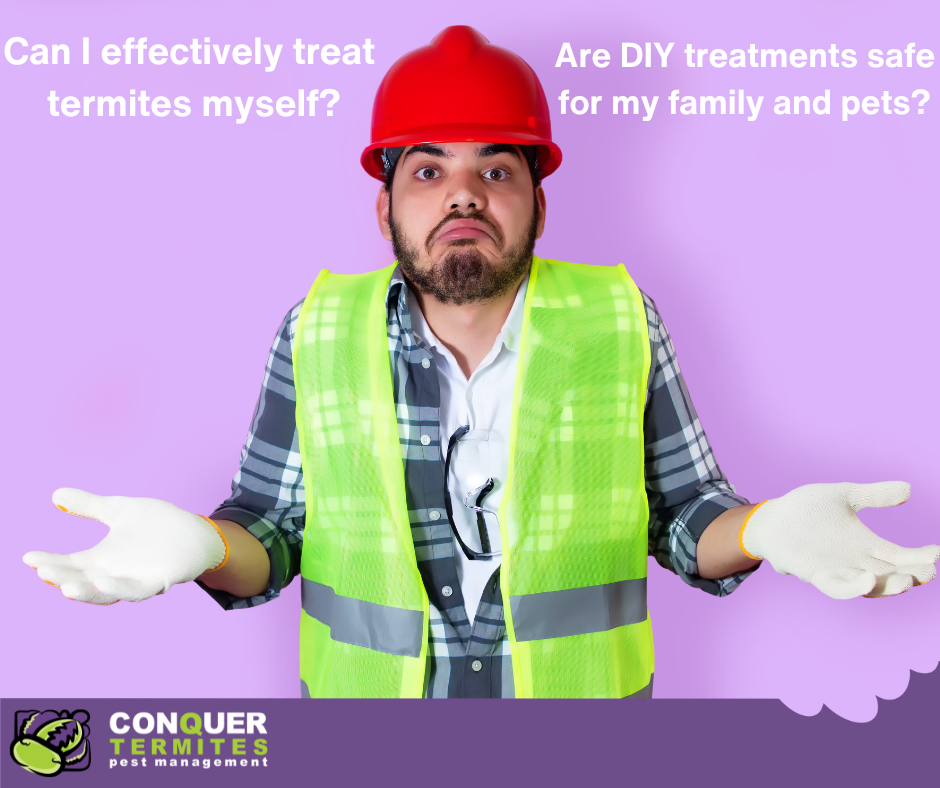 Can I effectively treat
termites myself?
Are DIY treatments safe
for my family and pets?
CONQUER
TERMITES
pest management